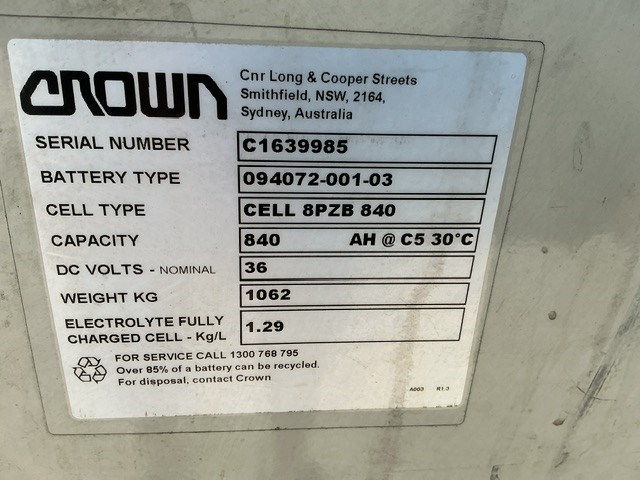 CROWN
Cnr Long & Cooper Streets
Smithfield, NSW, 2164,
Sydney, Australia
SERIAL NUMBER C1639985
BATTERY TYPE 094072-001-03
CELL TYPE CELL 8PZB 840
CAPACITY 840 AH @ C5 30°C
DC VOLTS - NOMINAL 36
WEIGHT KG 1062
ELECTROLYTE FULLY
CHARGED CELL - Kg/L 1.29
FOR SERVICE CALL 1300 768 795
Over 85% of a battery can be recycled.
For disposal, contact Crown
A003 R1.3